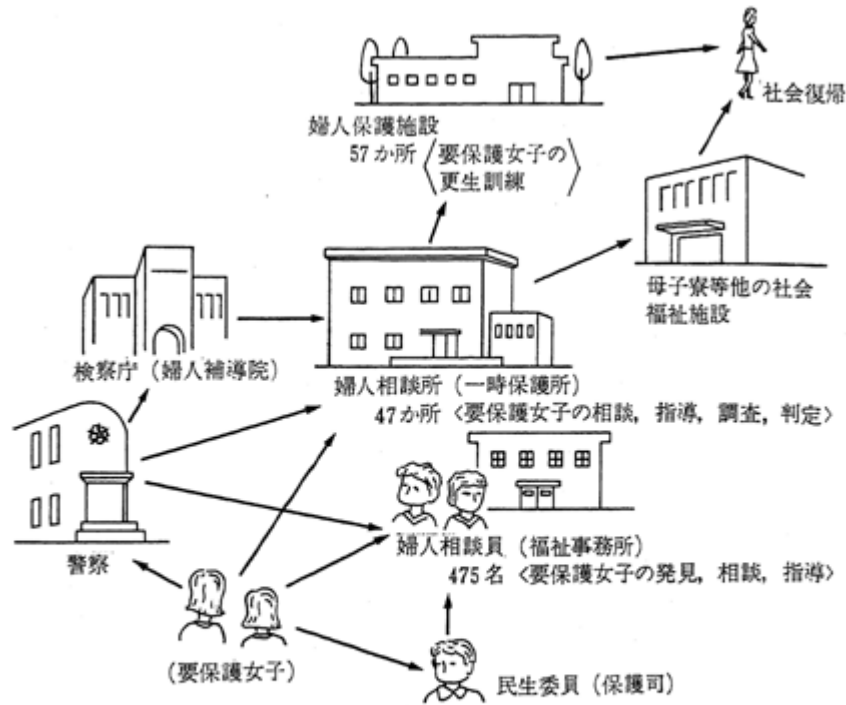 社会復帰
婦人保護施設
57か所〈要保護女子の
更生訓練〉
母子寮等他の社会
福祉施設
検察庁(婦人補導院)
婦人相談所(一時保護所)
47か所〈要保護女子の相談,指導,調査,判定〉
婦人相談員(福祉事務所)
475名〈要保護女子の発見,相談,指導〉
警察
(要保護女子)
民生委員(保護司)